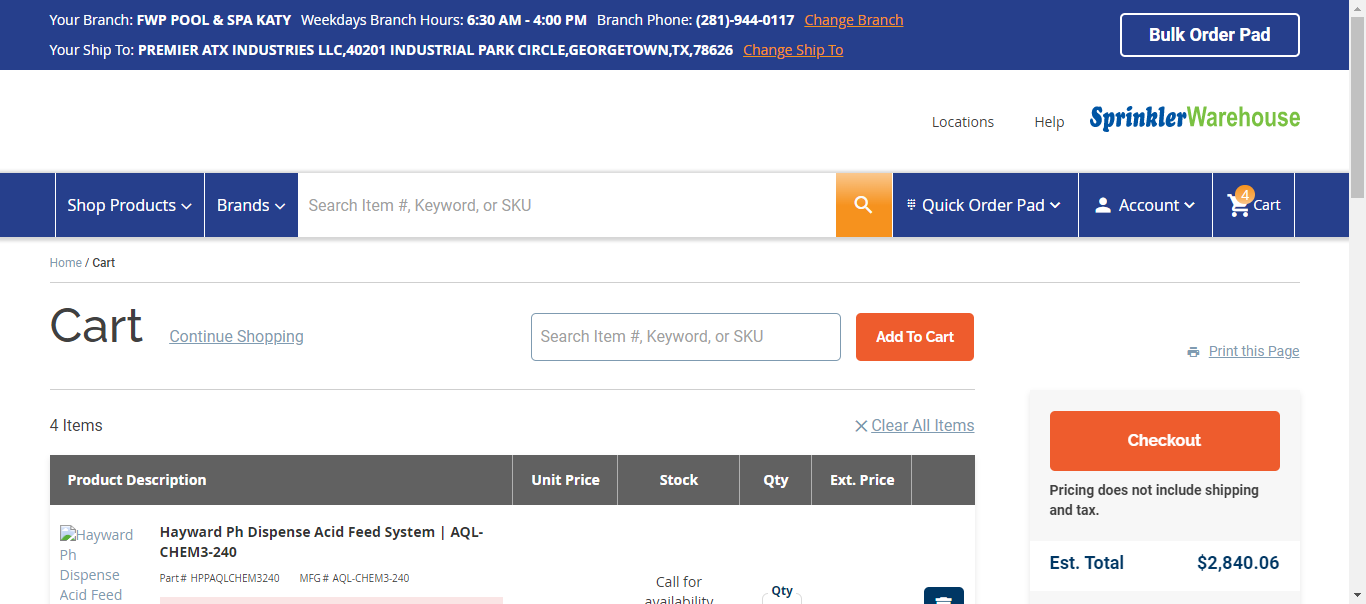 Your Branch: FWP POOL & SPA KATY Weekdays Branch Hours: 6:30 AM - 4:00 PM Branch Phone: (281)-944-0117 Change Branch
Your Ship To: PREMIER ATX INDUSTRIES LLC,40201 INDUSTRIAL PARK CIRCLE,GEORGETOWN,TX,78626 Change Ship To
Bulk Order Pad
Locations
Help
SprinklerWarehouse
Shop Products
Brands
Search Item #, Keyword, or SKU
Quick Order Pad
Account
4
Cart
Home / Cart
Cart
Continue Shopping
Search Item #, Keyword, or SKU
Add To Cart
Print this Page
4 Items
Clear All Items
Product Description
Unit Price
Stock
Qty
Ext. Price
Hayward
Ph
Dispense
Acid Feed
Hayward Ph Dispense Acid Feed System | AQL-
CHEM3-240
Part# HPPAQLCHEM3240
MFG# AQL-CHEM3-240
Call for
availability
Qty
Checkout
Pricing does not include shipping
and tax.
Est. Total
$2,840.06